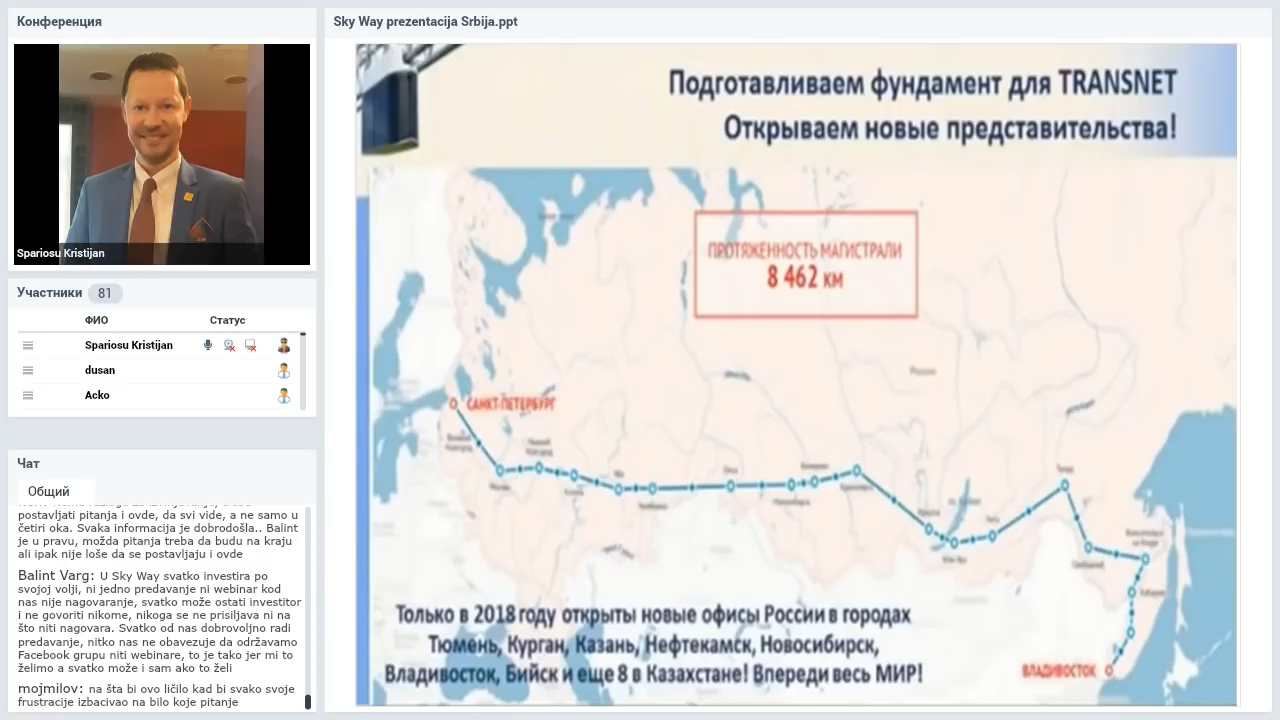 Конференция
Spariosu Kristijan
Участники 81
ФИО Статус
Spariosu Kristijan
dusan
Acko
Чат
Общий
postavljati pitanja i ovde, da svi vide, a ne samo u
četiri oka. Svaka informacija je dobrodošla.. Balint
je u pravu, možda pitanja treba da budu na kraju
ali ipak nije loše da se postavljaju i ovde
Balint Varg: U Sky Way svatko investira po
svojoj volji, ni jedno predavanje ni webinar kod
nas nije nagovaranje, svatko može ostati investitor
i ne govoriti nikome, nikoga se ne prisiljava ni na
što niti nagovara. Svatko od nas dobrovoljno radi
predavanje, nitko nas ne obavezuje da održavamo
Facebook grupu niti webinare, to je tako jer mi to
želimo a svatko može i sam ako to želi
mojmilov: na šta bi ovo ličilo kad bi svako svoje
frustracije izbacivao na bilo koje pitanje
Sky Way prezentacija Srbija.ppt
Подготавливаем фундамент для TRANSNET
Открываем новые представительства!
ПРОТЯЖЕННОСТЬ МАГИСТРАЛИ
8 462 км
Россия
САНКТ-ПЕТЕРБУРГ
ВЛАДИВОСТОК
Только в 2018 году открыты новые офисы России в городах
Тюмень, Курган, Казань, Нефтекамск, Новосибирск,
Владивосток, Бийск и еще 8 в Казахстане! Впереди весь МИР!